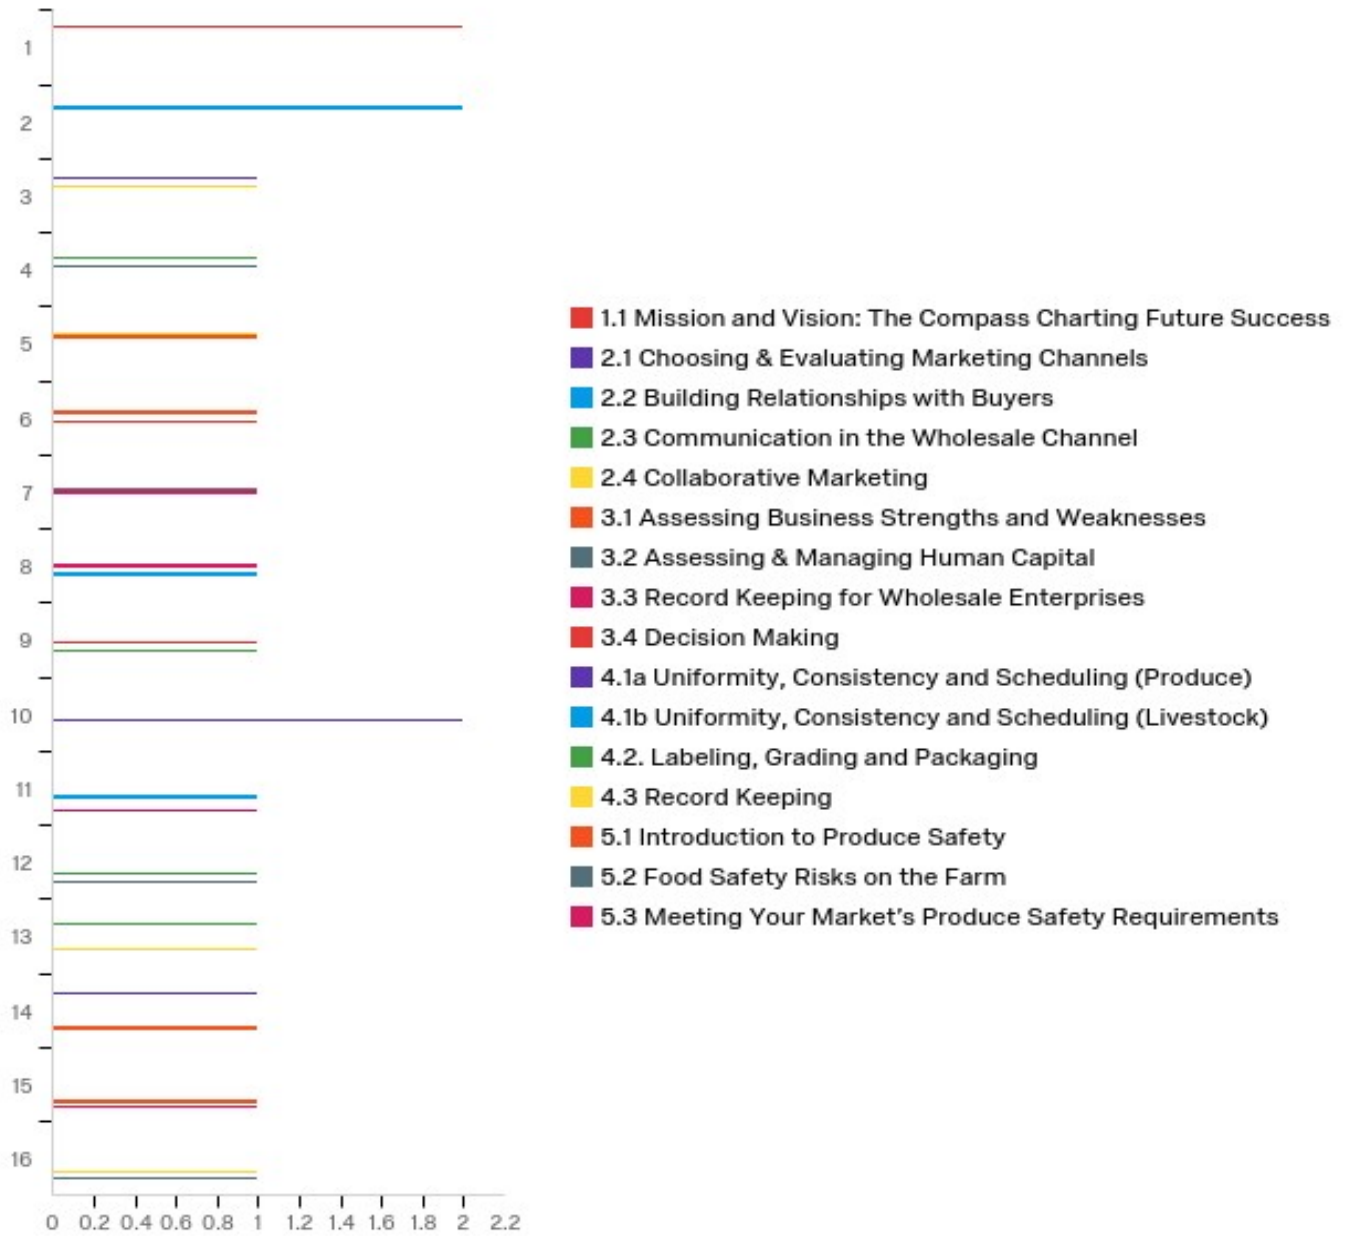 1
2
3
4
5
6
7
8
9
10
11
12
13
14
15
16
0 0.2 0.4 0.6 0.8 1 1.2 1.4 1.6 1.8 2 2.2
1.1 Mission and Vision: The Compass Charting Future Success
2.1 Choosing & Evaluating Marketing Channels
2.2 Building Relationships with Buyers
2.3 Communication in the Wholesale Channel
2.4 Collaborative Marketing
3.1 Assessing Business Strengths and Weaknesses
3.2 Assessing & Managing Human Capital
3.3 Record Keeping for Wholesale Enterprises
3.4 Decision Making
4.1a Uniformity, Consistency and Scheduling (Produce)
4.1b Uniformity, Consistency and Scheduling (Livestock)
4.2. Labeling, Grading and Packaging
4.3 Record Keeping
5.1 Introduction to Produce Safety
5.2 Food Safety Risks on the Farm
5.3 Meeting Your Market's Produce Safety Requirements